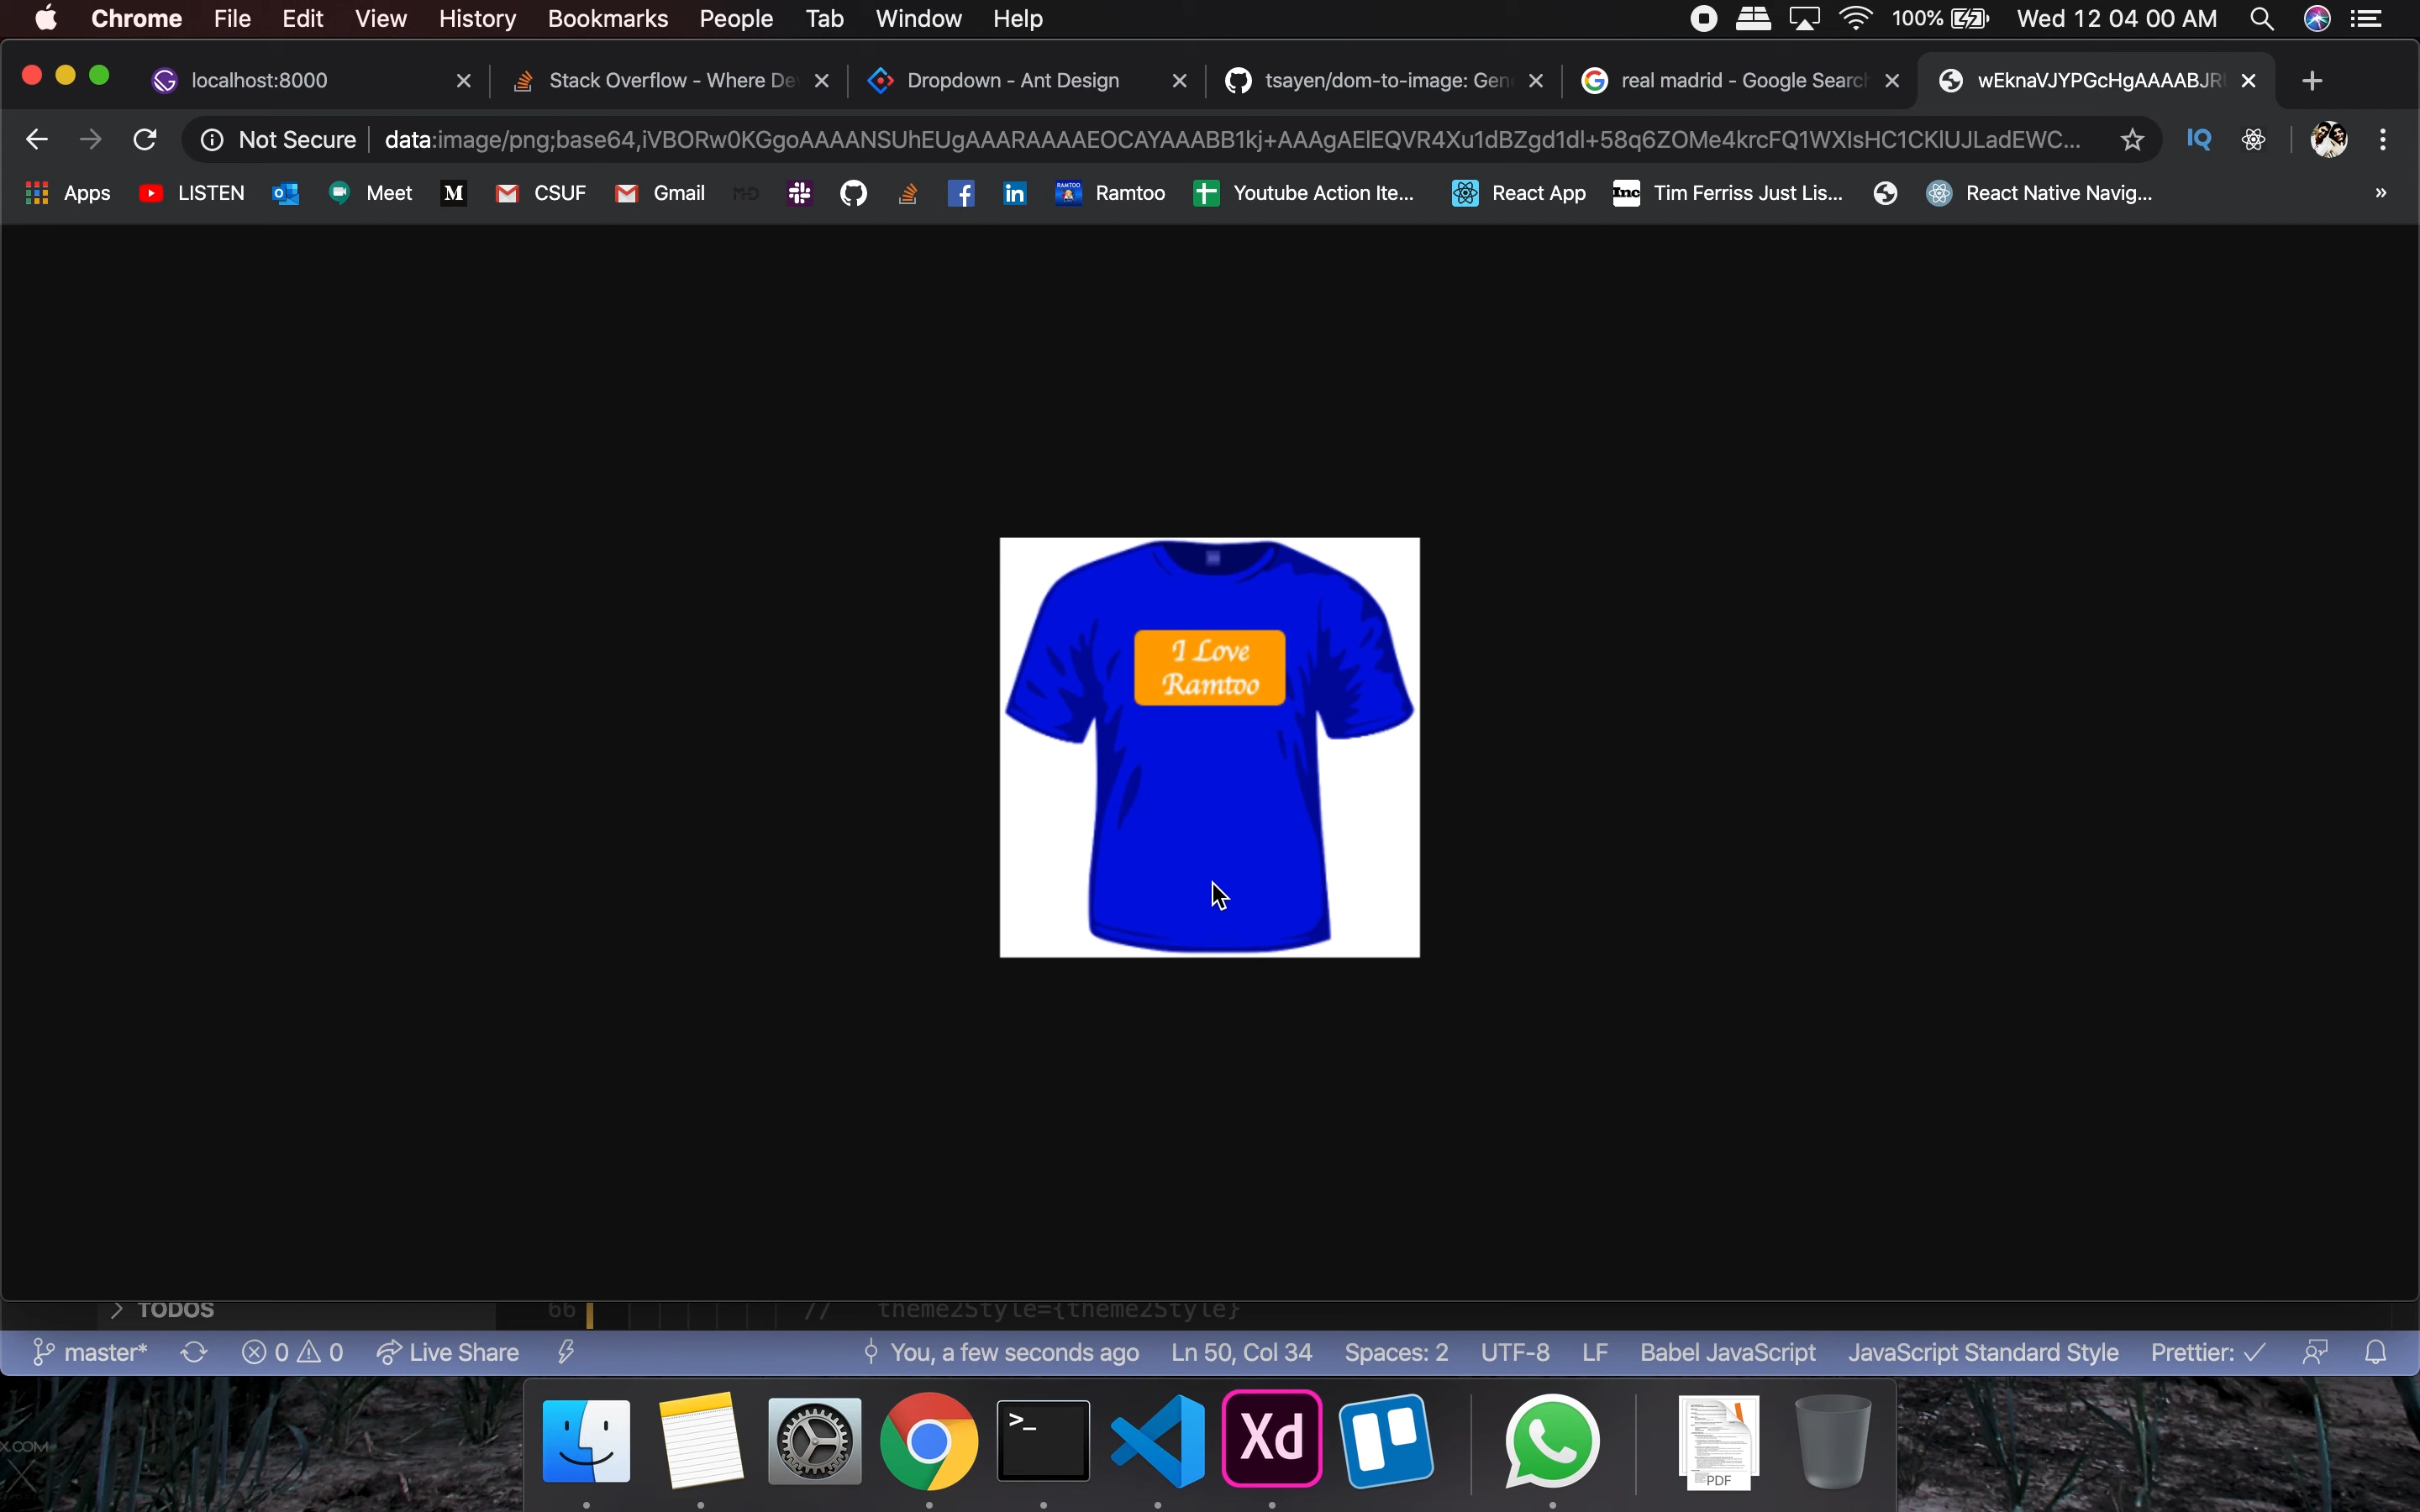 Chrome File Edit View History Bookmarks People Tab Window Help 100% Wed 12 04 00 AM
localhost:8000 Stack Overflow - Where De Dropdown - Ant Design tsayen/dom-to-image: Gen real madrid - Google Search wEknaVJYPGcHgAAAABJR
Not Secure data:image/png;base64,iVBORw0KGgoAAAANSUhEUgAAARAAAAEOCAYAAABB1kj+AAAgAElEQVR4Xu1dBZgd1dl+58q6ZOMe4krcFQ1WXIsHC1CKlUJLadEWC...
Apps LISTEN Meet M CSUF Gmail Ramtoo Youtube Action Ite... React App Inc Tim Ferriss Just Lis... React Native Navig... »
I Love
Ramtoo
> TODOS 66 // theme2Style={theme2Style}
master* 0 0 Live Share You, a few seconds ago Ln 50, Col 34 Spaces: 2 UTF-8 LF Babel JavaScript JavaScript Standard Style Prettier: ✓
>_ Xd PDF
X.COM